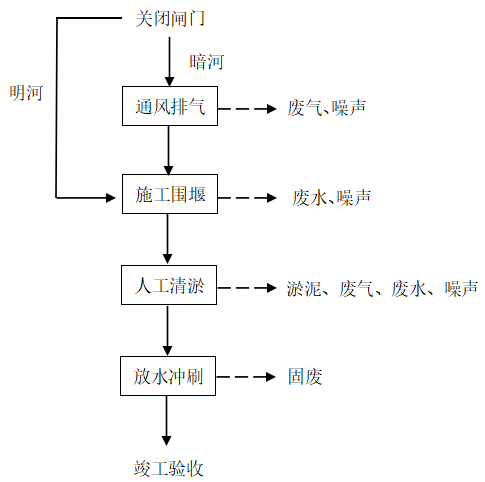 关闭闸门
暗河
明河
通风排气
废气、噪声
施工围堰
废水、噪声
人工清淤
淤泥、废气、废水、噪声
放水冲刷
固废
竣工验收